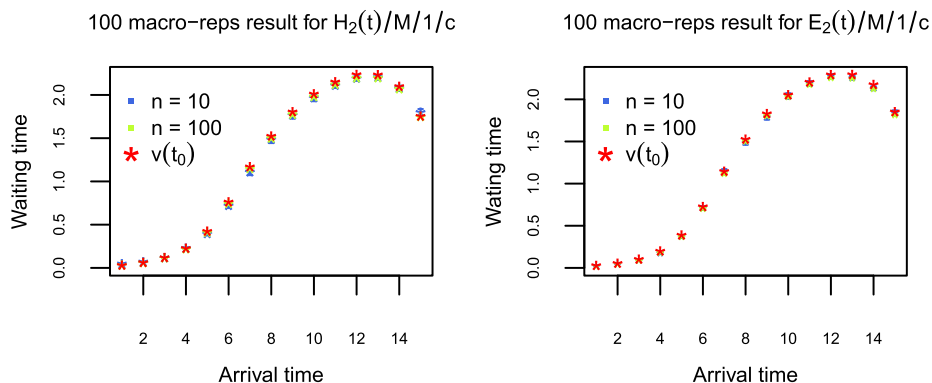 100 macro-reps result for H₂(t)/M/1/c
Waiting time
2.0
1.5
1.0
0.5
0.0
n = 10
n = 100
v(t₀)
2 4 6 8 10 12 14
Arrival time
100 macro-reps result for E₂(t)/M/1/c
Wating time
2.0
1.5
1.0
0.5
0.0
n = 10
n = 100
v(t₀)
2 4 6 8 10 12 14
Arrival time